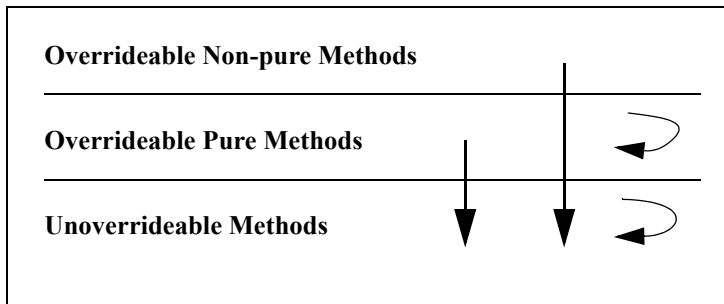 Overrideable Non-pure Methods
Overrideable Pure Methods
Unoverrideable Methods